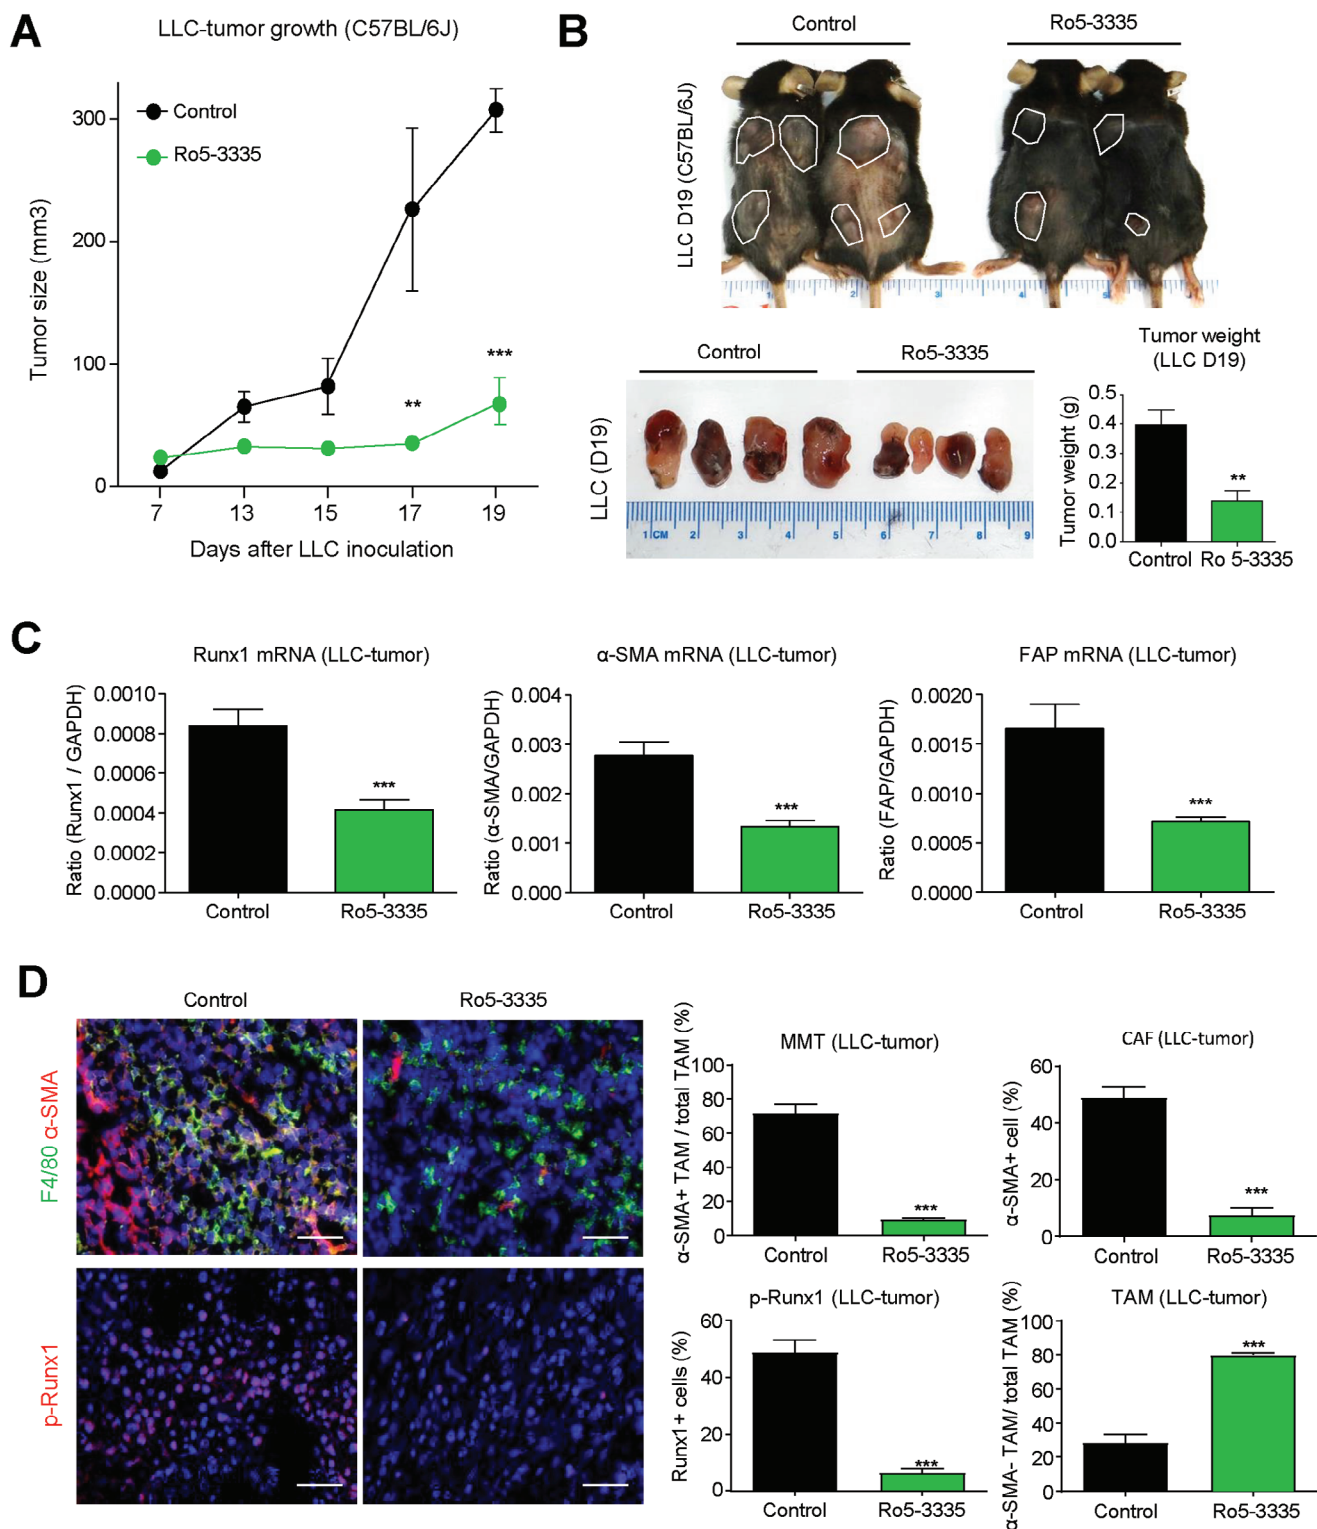 A
LLC-tumor growth (C57BL/6J)
Control
Ro5-3335
Tumor size (mm3)
300
200
100
0
**
***
7 13 15 17 19
Days after LLC inoculation
B
Control
Ro5-3335
LLC D19 (C57BL/6J)
1 2 3 4 5
Control
Ro5-3335
LLC (D19)
1 CM 2 3 4 5 6 7 8 9
Tumor weight
(LLC D19)
Tumor weight (g)
0.5
0.4
0.3
0.2
0.1
0.0
**
Control Ro 5-3335
C
Runx1 mRNA (LLC-tumor)
Ratio (Runx1 / GAPDH)
0.0010
0.0008
0.0006
0.0004
0.0002
0.0000
***
Control Ro5-3335
α-SMA mRNA (LLC-tumor)
Ratio (α-SMA/GAPDH)
0.004
0.003
0.002
0.001
0.000
***
Control Ro5-3335
FAP mRNA (LLC-tumor)
Ratio (FAP/GAPDH)
0.0020
0.0015
0.0010
0.0005
0.0000
***
Control Ro5-3335
D
Control
Ro5-3335
F4/80 α-SMA
p-Runx1
MMT (LLC-tumor)
α-SMA+ TAM / total TAM (%)
100
80
60
40
20
0
***
Control Ro5-3335
CAF (LLC-tumor)
α-SMA+ cell (%)
60
40
20
0
***
Control Ro5-3335
p-Runx1 (LLC-tumor)
Runx1 + cells (%)
60
40
20
0
***
Control Ro5-3335
TAM (LLC-tumor)
α-SMA- TAM/ total TAM (%)
100
80
60
40
20
0
***
Control Ro5-3335